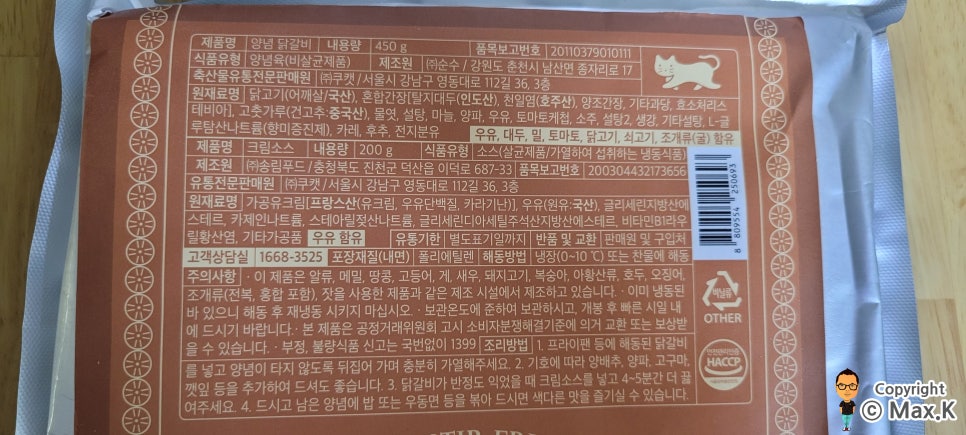 제품명 양념 닭갈비 내용량 450 g 품목보고번호 20110379010111
식품유형 양념육(비살균제품) 제조원 ㈜순수 / 강원도 춘천시 남산면 종자리로 17
축산물유통전문판매원 ㈜쿠캣/서울시 강남구 영동대로 112길 36, 3층
원재료명 닭고기(어깨살/국산), 혼합간장[탈지대두(인도산), 천일염(호주산), 양조간장, 기타과당, 효소처리스
테비아], 고춧가루(건고추:중국산), 물엿, 설탕, 마늘, 양파, 우유, 토마토케첩, 소주, 설탕2, 생강, 기타설탕, L-글
루탐산나트륨(향미증진제), 카레, 후추, 전지분유 우유, 대두, 밀, 토마토, 닭고기, 쇠고기, 조개류(굴) 함유
제품명 크림소스 내용량 200 g 식품유형 소스(살균제품/가열하여 섭취하는 냉동식품)
제조원 ㈜송림푸드 / 충청북도 진천군 덕산읍 이덕로 687-33 품목보고번호 200304432173656
유통전문판매원 ㈜쿠캣/서울시 강남구 영동대로 112길 36, 3층
원재료명 가공유크림[프랑스산(유크림, 우유단백질, 카라기난)], 우유(원유:국산), 글리세린지방산에
스테르, 카제인나트륨, 스테아릴젖산나트륨, 글리세린디아세틸주석산지방산에스테르, 비타민B1라우
릴황산염, 기타가공품 우유 함유 유통기한 별도표기일까지 반품 및 교환 판매원 및 구입처
고객상담실 1668-3525 포장재질(내면) 폴리에틸렌 해동방법 냉장(0~10 ℃) 또는 찬물에 해동
주의사항 · 이 제품은 알류, 메밀, 땅콩, 고등어, 게, 새우, 돼지고기, 복숭아, 아황산류, 호두, 오징어,
조개류(전복, 홍합 포함), 잣을 사용한 제품과 같은 제조 시설에서 제조하고 있습니다. · 이미 냉동된
바 있으니 해동 후 재냉동 시키지 마십시오 · 보관온도에 준하여 보관하시고, 개봉 후 빠른 시일 내
에 드시기 바랍니다.· 본 제품은 공정거래위원회 고시 소비자분쟁해결기준에 의거 교환 또는 보상받
을 수 있습니다. · 부정, 불량식품 신고는 국번없이 1399 조리방법 1. 프라이팬 등에 해동된 닭갈비
를 넣고 양념이 타지 않도록 뒤집어 가며 충분히 가열해주세요. 2. 기호에 따라 양배추, 양파, 고구마,
깻잎 등을 추가하여 드셔도 좋습니다. 3. 닭갈비가 반정도 익었을 때 크림소스를 넣고 4~5분간 더 끓
여주세요. 4. 드시고 남은 양념에 밥 또는 우동면 등을 볶아 드시면 색다른 맛을 즐기실 수 있습니다.
8 809554 250693
OTHER
HACCP
Copyright
© Max.K